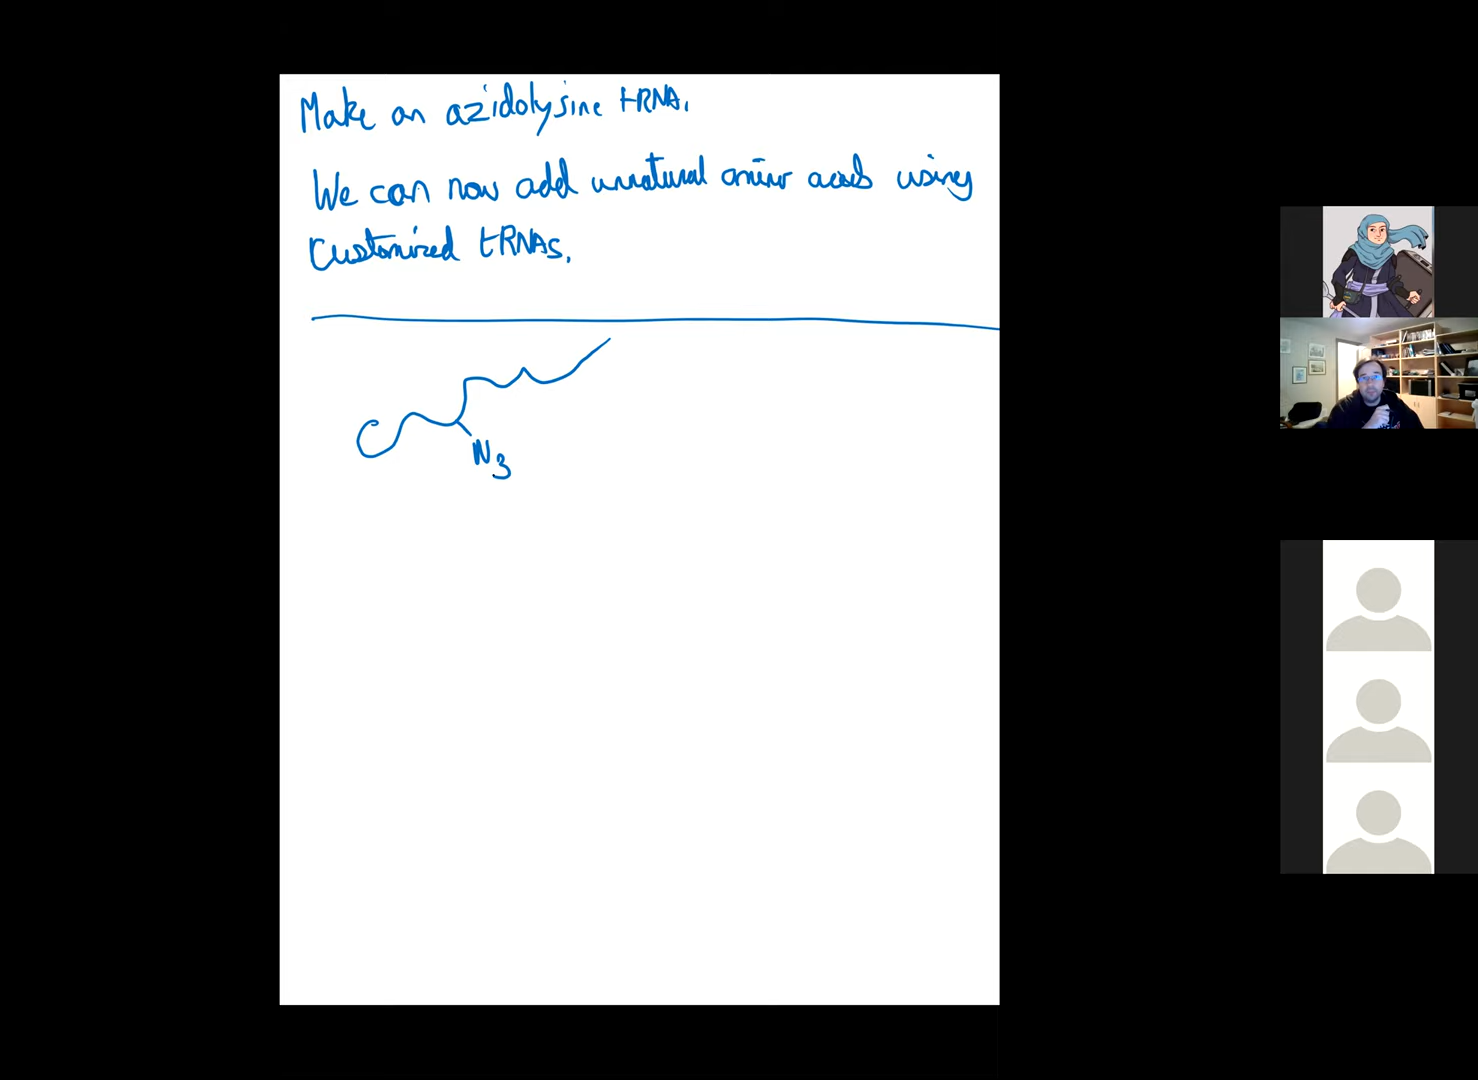 Make an azidolysine tRNA.
We can now add unnatural amino acids using
customized tRNAs.
N3